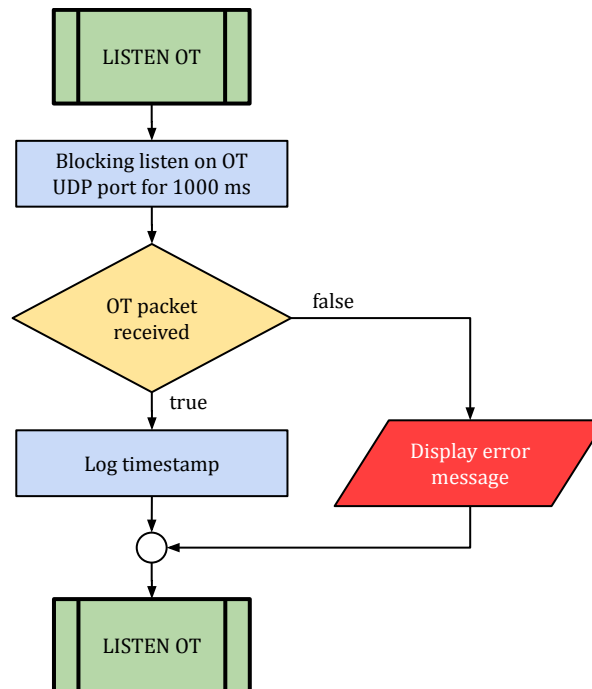 LISTEN OT
Blocking listen on OT
UDP port for 1000 ms
OT packet
received
false
true
Log timestamp
Display error
message
LISTEN OT